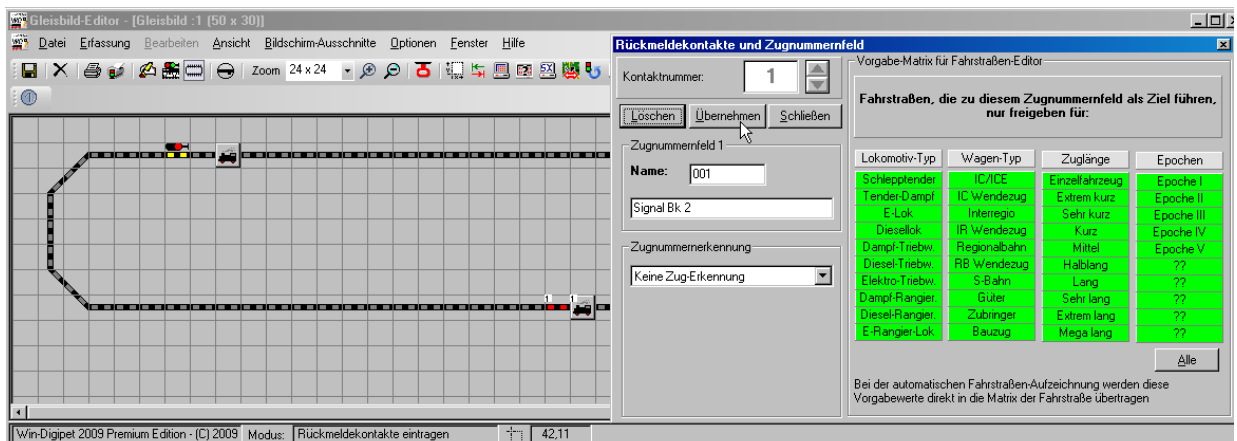 Gleisbild-Editor - [Gleisbild :1 (50 x 30)]
Datei Erfassung Bearbeiten Ansicht Bildschirm-Ausschnitte Optionen Fenster Hilfe
Zoom 24 x 24
1 1
Rückmeldekontakte und Zugnummernfeld
Kontaktnummer: 1
Löschen Übernehmen Schließen
Zugnummernfeld 1
Name: 001
Signal Bk 2
Zugnummernerkennung
Keine Zug-Erkennung
Vorgabe-Matrix für Fahrstraßen-Editor
Fahrstraßen, die zu diesem Zugnummernfeld als Ziel führen,
nur freigeben für:
Lokomotiv-Typ Wagen-Typ Zuglänge Epochen
Schlepptender IC/ICE Einzelfahrzeug Epoche I
Tender-Dampf IC Wendezug Extrem kurz Epoche II
E-Lok Interregio Sehr kurz Epoche III
Diesellok IR Wendezug Kurz Epoche IV
Dampf-Triebw. Regionalbahn Mittel Epoche V
Diesel-Triebw. RB Wendezug Halblang ??
Elektro-Triebw. S-Bahn Lang ??
Dampf-Rangier. Güter Sehr lang ??
Diesel-Rangier. Zubringer Extrem lang ??
E-Rangier-Lok Bauzug Mega lang ??
Alle
Bei der automatischen Fahrstraßen-Aufzeichnung werden diese
Vorgabewerte direkt in die Matrix der Fahrstraße übertragen
Win-Digipet 2009 Premium Edition - (C) 2009 Modus: Rückmeldekontakte eintragen 42,11